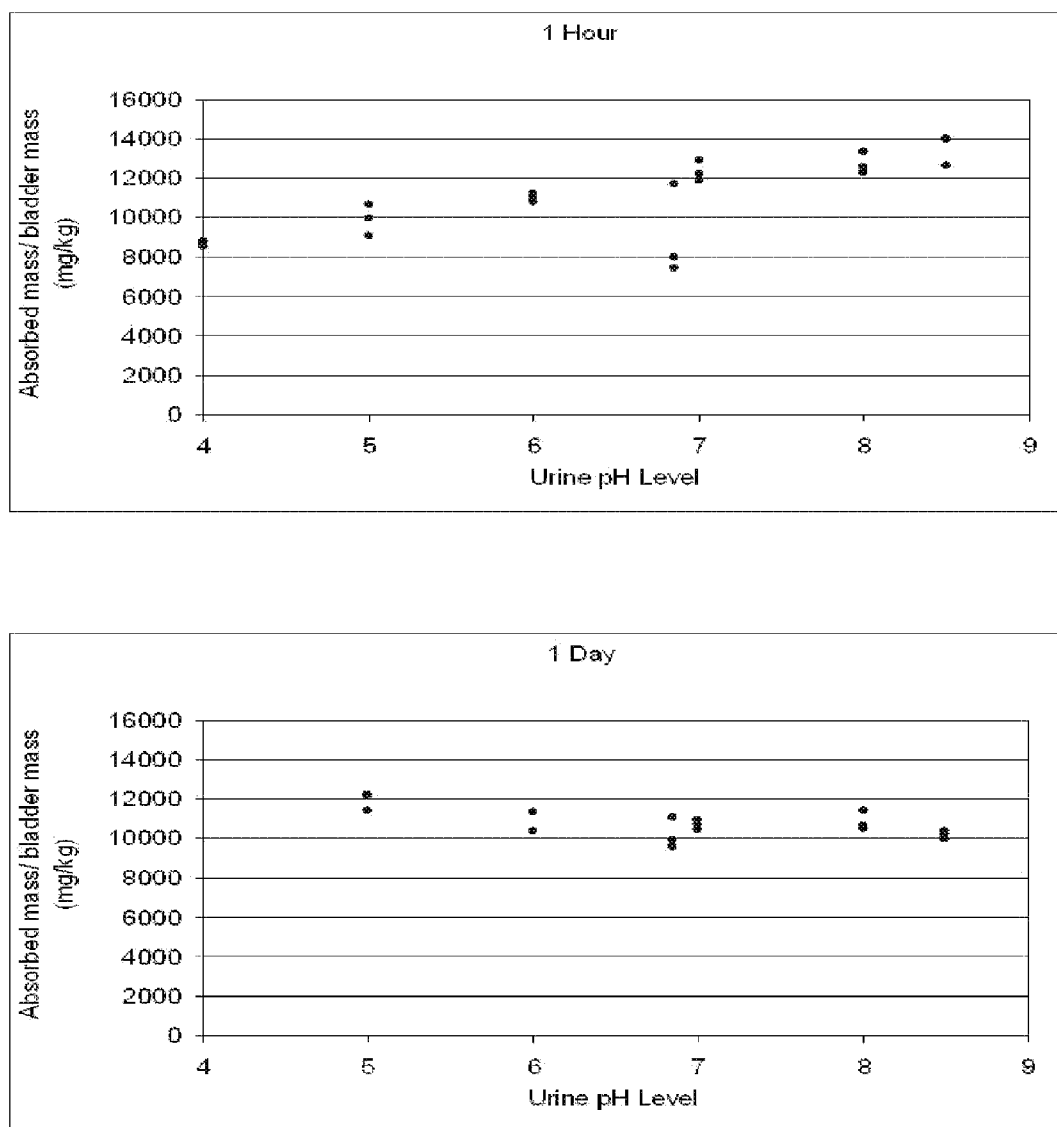 1 Hour
Absorbed mass/ bladder mass
(mg/kg)
16000
14000
12000
10000
8000
6000
4000
2000
0
4 5 6 7 8 9
Urine pH Level
1 Day
Absorbed mass/ bladder mass
(mg/kg)
16000
14000
12000
10000
8000
6000
4000
2000
0
4 5 6 7 8 9
Urine pH Level